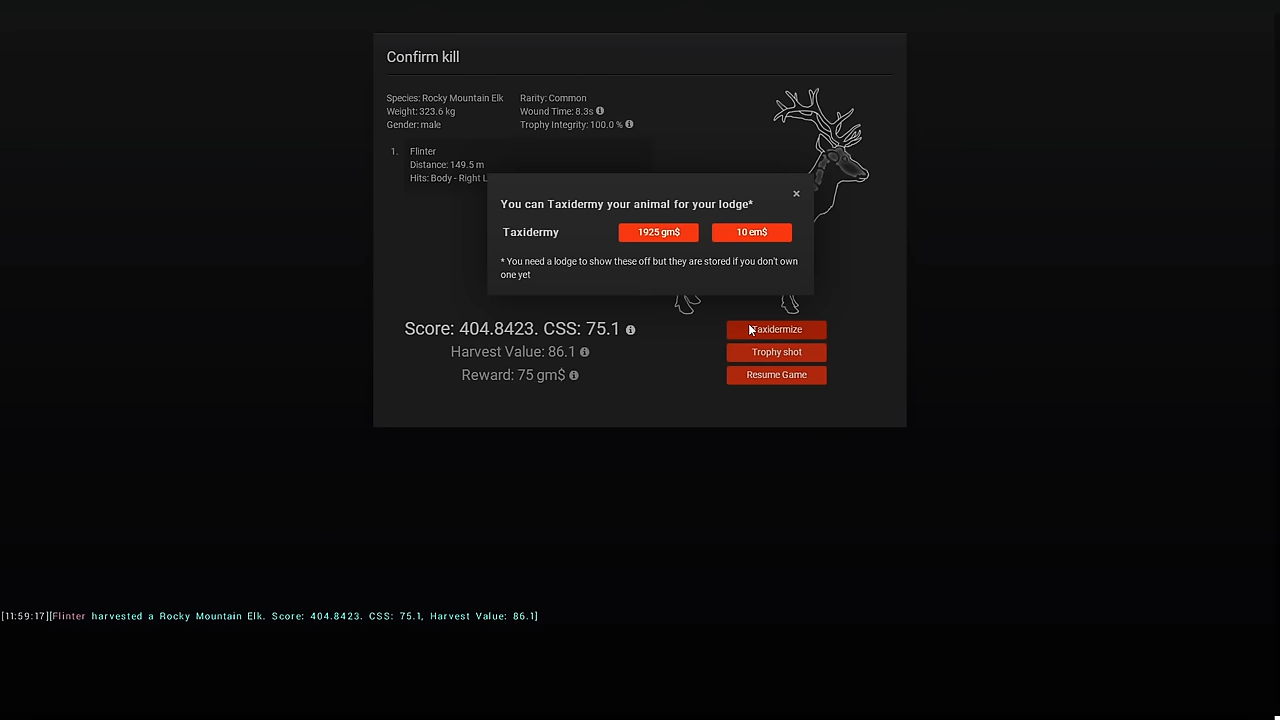 Confirm kill
Species: Rocky Mountain Elk
Weight: 323.6 kg
Gender: male
Rarity: Common
Wound Time: 8.3s
Trophy Integrity: 100.0 %
1. Flinter
Distance: 149.5 m
Hits: Body - Right L
×
You can Taxidermy your animal for your lodge*
Taxidermy 1925 gm$ 10 em$
* You need a lodge to show these off but they are stored if you don't own
one yet
Score: 404.8423. CSS: 75.1
Harvest Value: 86.1
Reward: 75 gm$
Taxidermize
Trophy shot
Resume Game
[11:59:17][Flinter harvested a Rocky Mountain Elk. Score: 404.8423. CSS: 75.1, Harvest Value: 86.1]